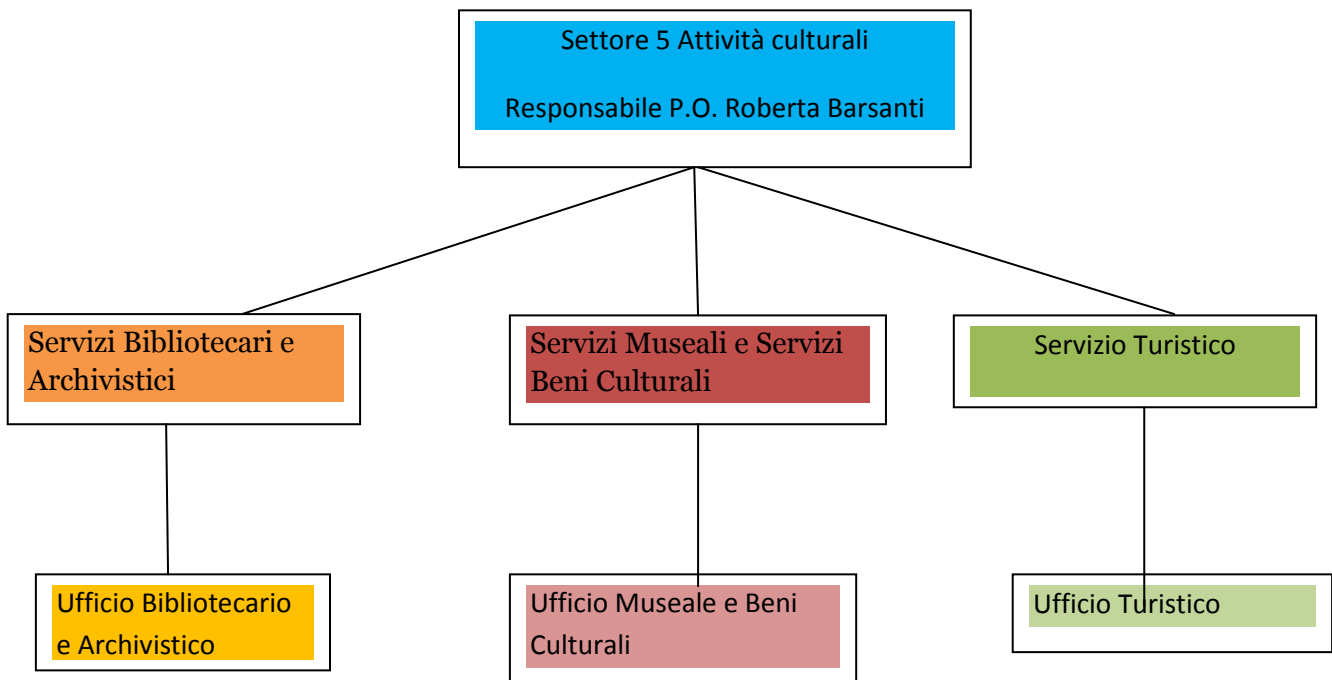 Settore 5 Attività culturali
Responsabile P.O. Roberta Barsanti
Servizi Bibliotecari e
Archivistici
Servizi Museali e Servizi
Beni Culturali
Servizio Turistico
Ufficio Bibliotecario
e Archivistico
Ufficio Museale e Beni
Culturali
Ufficio Turistico